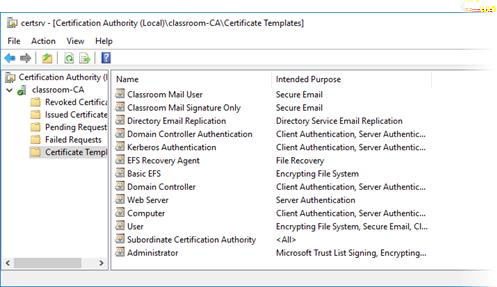 certsrv - [Certification Authority (Local)\classroom-CA\Certificate Templates]
File Action View Help
Certification Authority (l
classroom-CA
Revoked Certifica
Issued Certificate
Pending Request
Failed Requests
Certificate Templ
Name Intended Purpose
Classroom Mail User Secure Email
Classroom Mail Signature Only Secure Email
Directory Email Replication Directory Service Email Replication
Domain Controller Authentication Client Authentication, Server Authentic...
Kerberos Authentication Client Authentication, Server Authentic...
EFS Recovery Agent File Recovery
Basic EFS Encrypting File System
Domain Controller Client Authentication, Server Authentic...
Web Server Server Authentication
Computer Client Authentication, Server Authentic...
User Encrypting File System, Secure Email, Cl...
Subordinate Certification Authority <All>
Administrator Microsoft Trust List Signing, Encrypting...